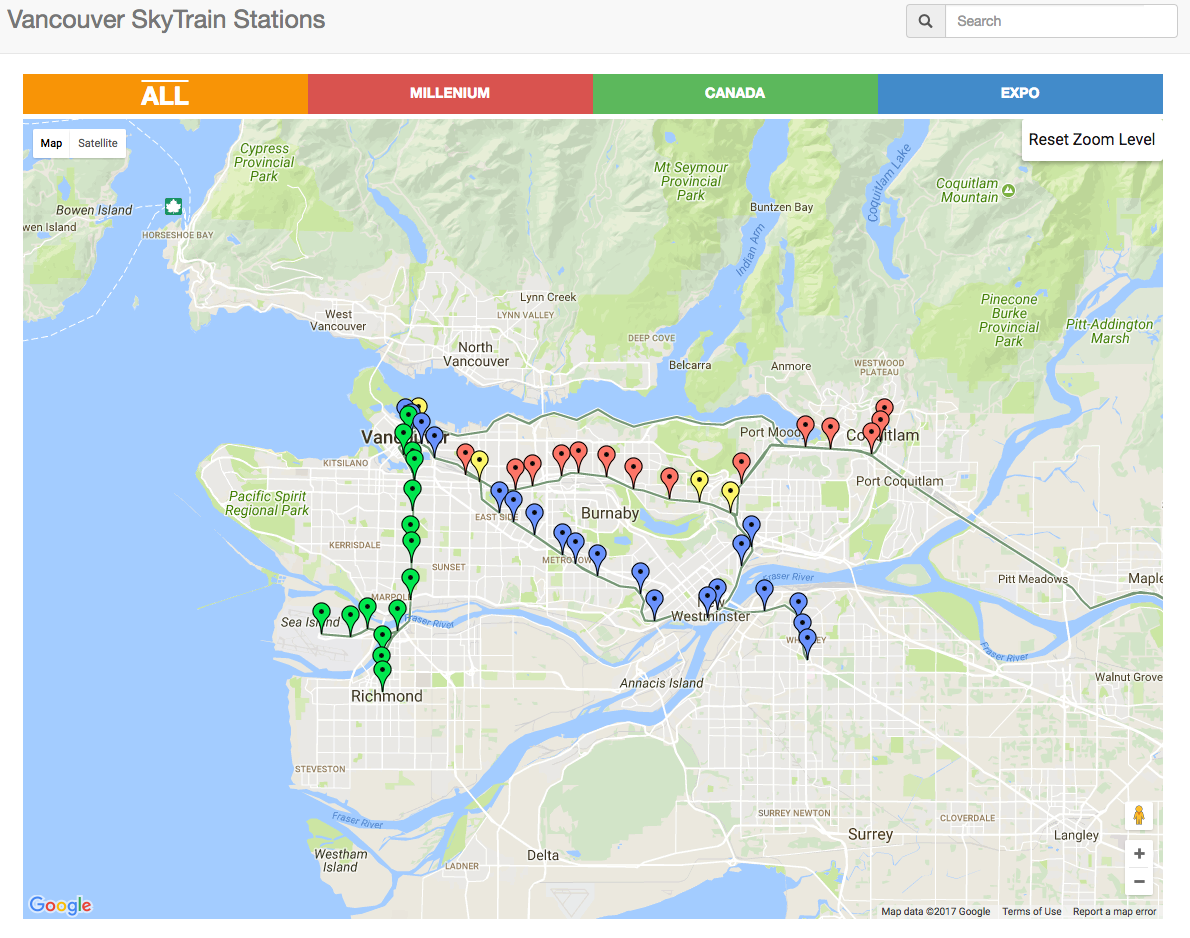 Vancouver SkyTrain Stations
Search
ALL
MILLENIUM
CANADA
EXPO
Map
Satellite
Reset Zoom Level
Cypress
Provincial
Park
Mt Seymour
Provincial
Park
Coquitlam Lake
Coquitlam
Mountain
Bowen Island
wen Island
HORSESHOE BAY
Buntzen Bay
Indian Arm
Lynn Creek
LYNN VALLEY
West
Vancouver
Pinecone
Burke
Provincial
Park
Pitt-Addington
Marsh
DEEP COVE
North
Vancouver
Belcarra
Anmore
WESTWOOD
PLATEAU
Port Moody
Coquitlam
KITSILANO
Port Coquitlam
Pacific Spirit
Regional Park
EAST SIDE
Burnaby
KERRISDALE
SUNSET
Fraser River
Pitt Meadows
Maple
MARPOLE
Sea Island
Fraser River
New
Westminster
Fraser River
Annacis Island
Walnut Grove
Richmond
STEVESTON
Fraser River
SURREY NEWTON
CLOVERDALE
Surrey
Langley
Westham
Island
Delta
LADNER
Google
Map data ©2017 Google
Terms of Use
Report a map error